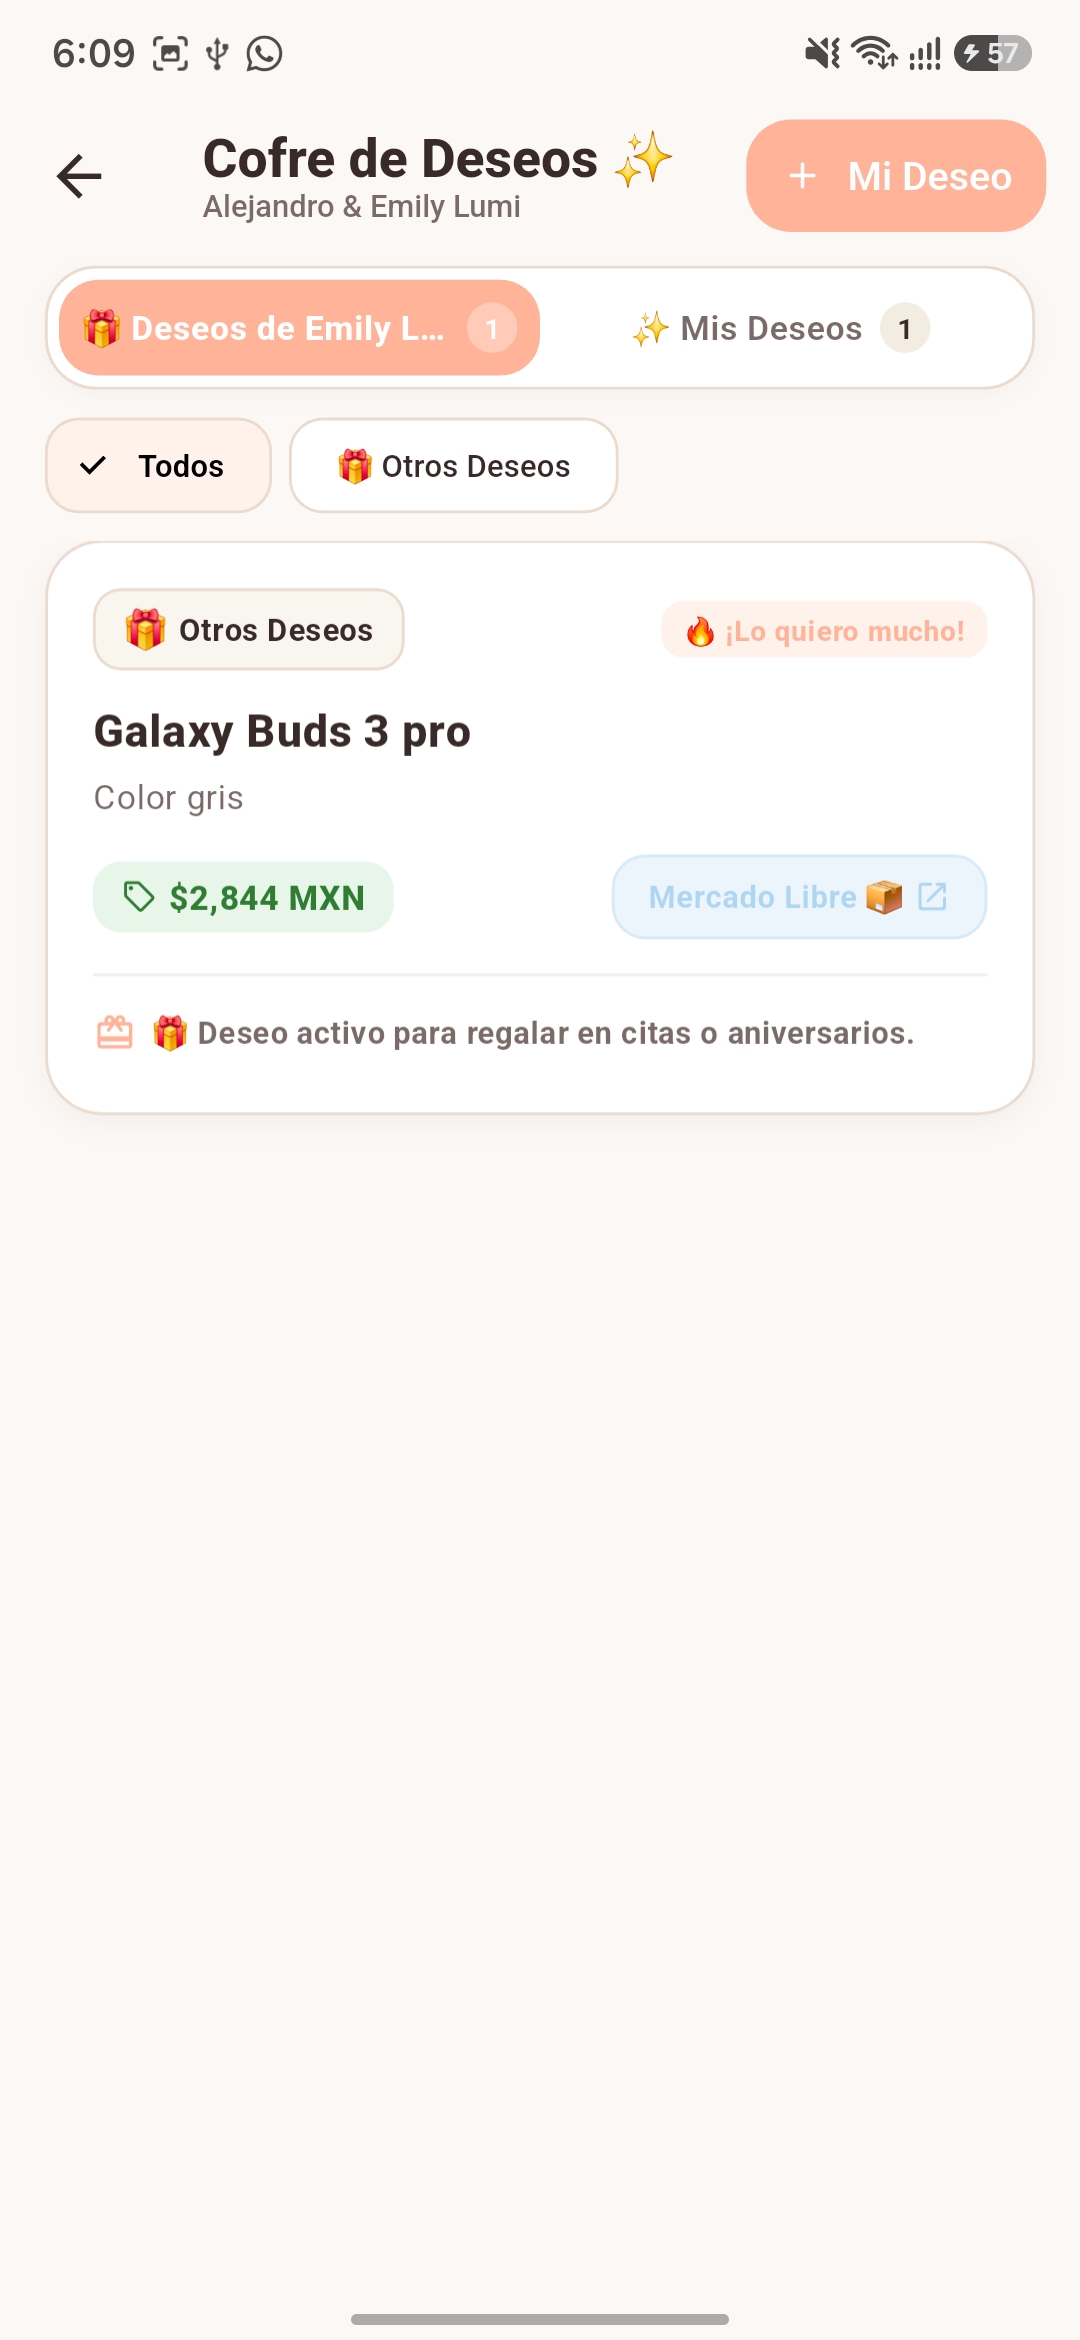 6:09
57
Cofre de Deseos ✨
Alejandro & Emily Lumi
+ Mi Deseo
🎁 Deseos de Emily L... 1
✨ Mis Deseos 1
✓ Todos
🎁 Otros Deseos
🎁 Otros Deseos
🔥 ¡Lo quiero mucho!
Galaxy Buds 3 pro
Color gris
$2,844 MXN
Mercado Libre 📦
🎁 Deseo activo para regalar en citas o aniversarios.